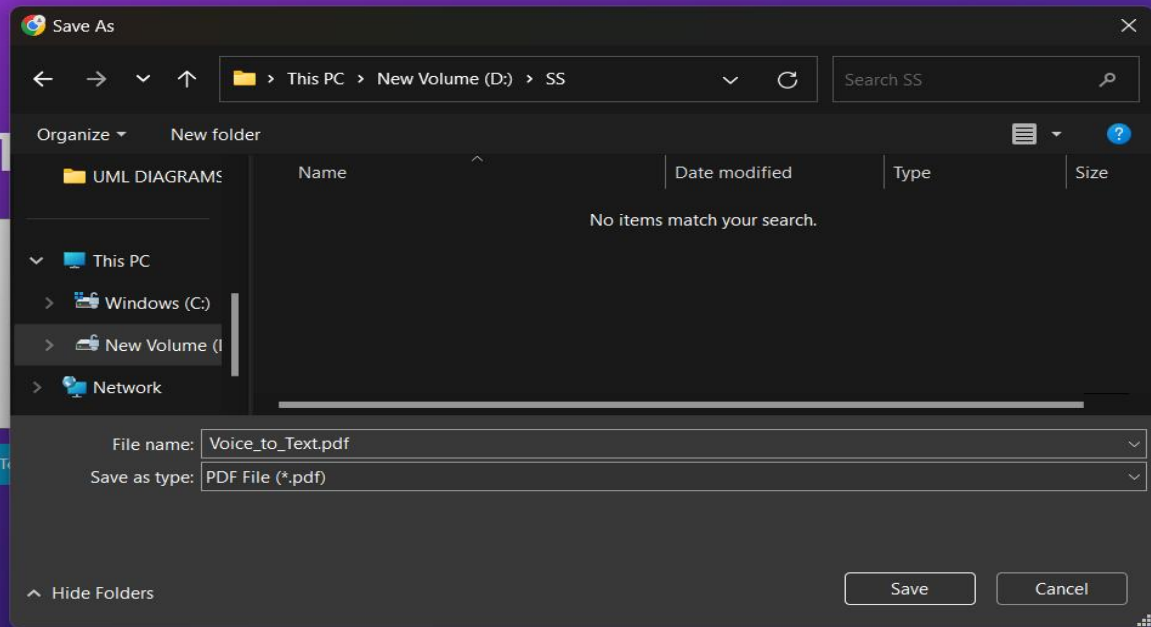 Save As
This PC > New Volume (D:) > SS
Search SS
Organize
New folder
UML DIAGRAMS
Name
Date modified
Type
Size
No items match your search.
This PC
Windows (C:)
New Volume (
Network
File name: Voice_to_Text.pdf
Save as type: PDF File (*.pdf)
Hide Folders
Save
Cancel